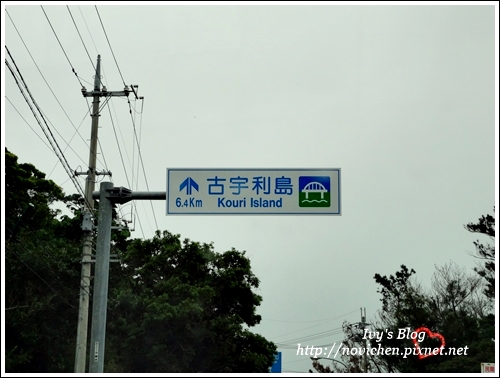 古宇利島
6.4Km Kouri Island
Ivy's Blog
http://novichen.pixnet.net